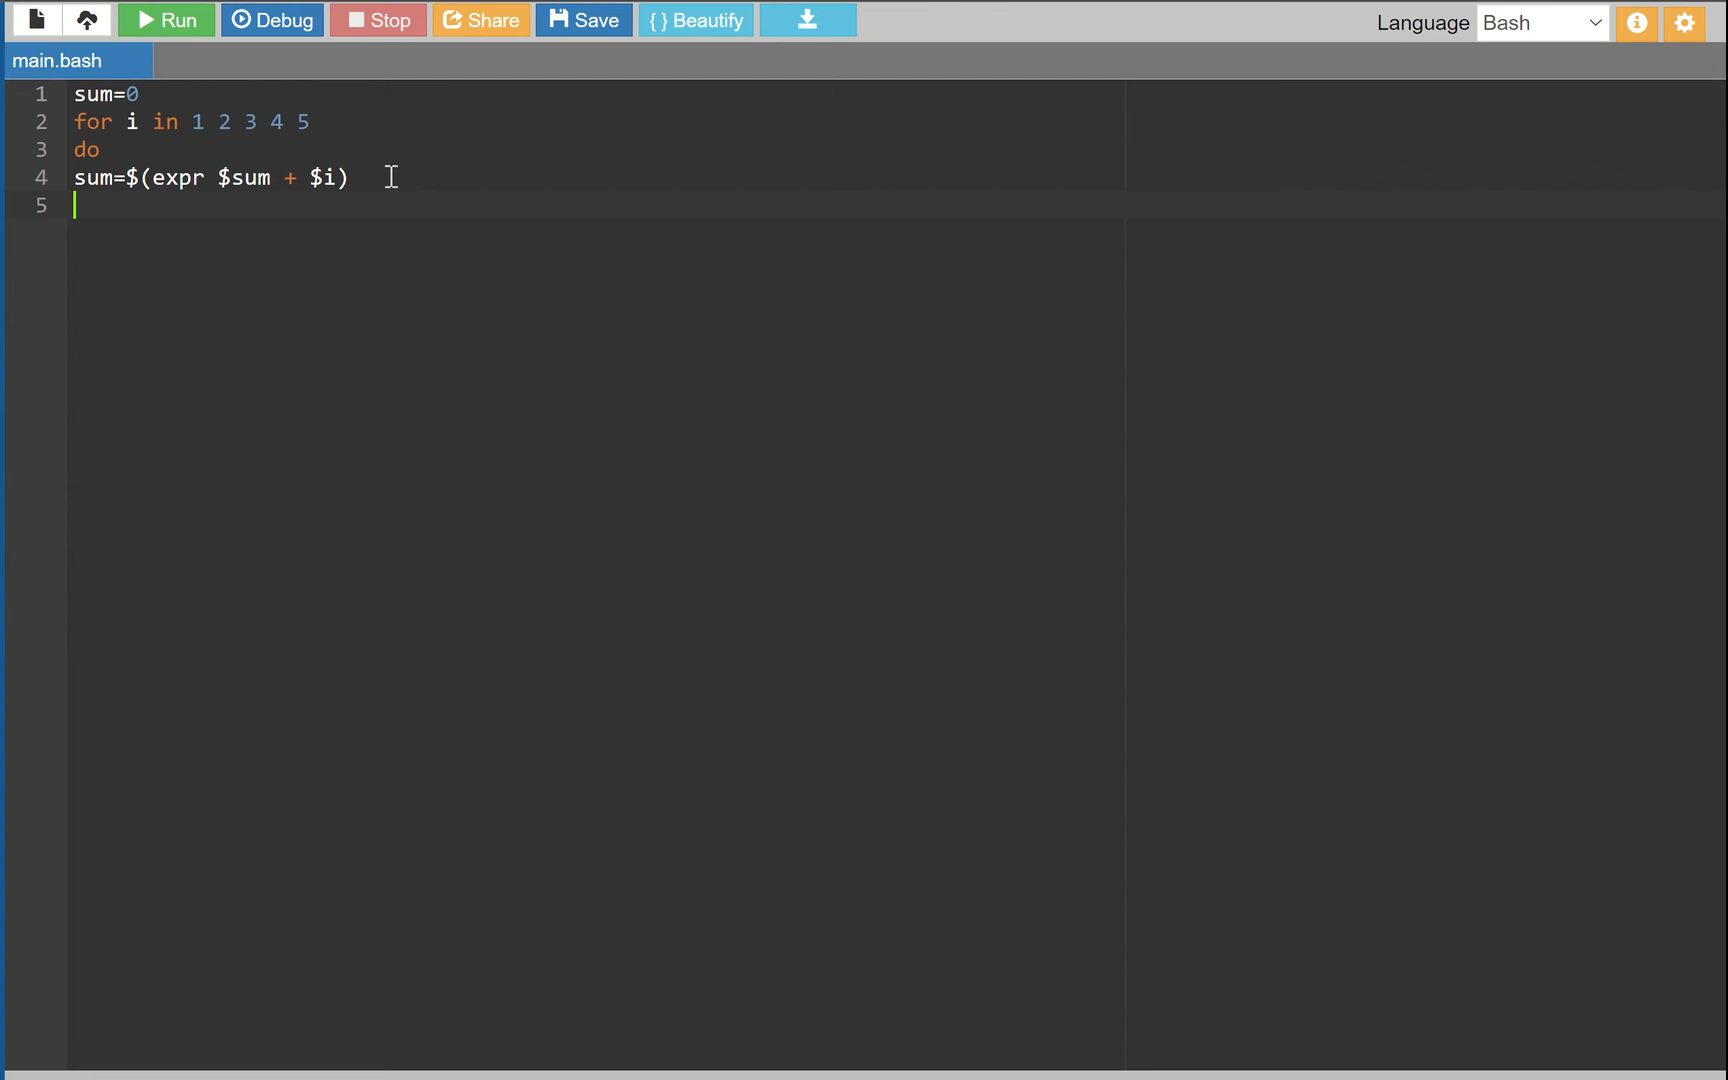 Run Debug Stop Share Save { } Beautify Language Bash
main.bash
1 sum=0
2 for i in 1 2 3 4 5
3 do
4 sum=$(expr $sum + $i)
5